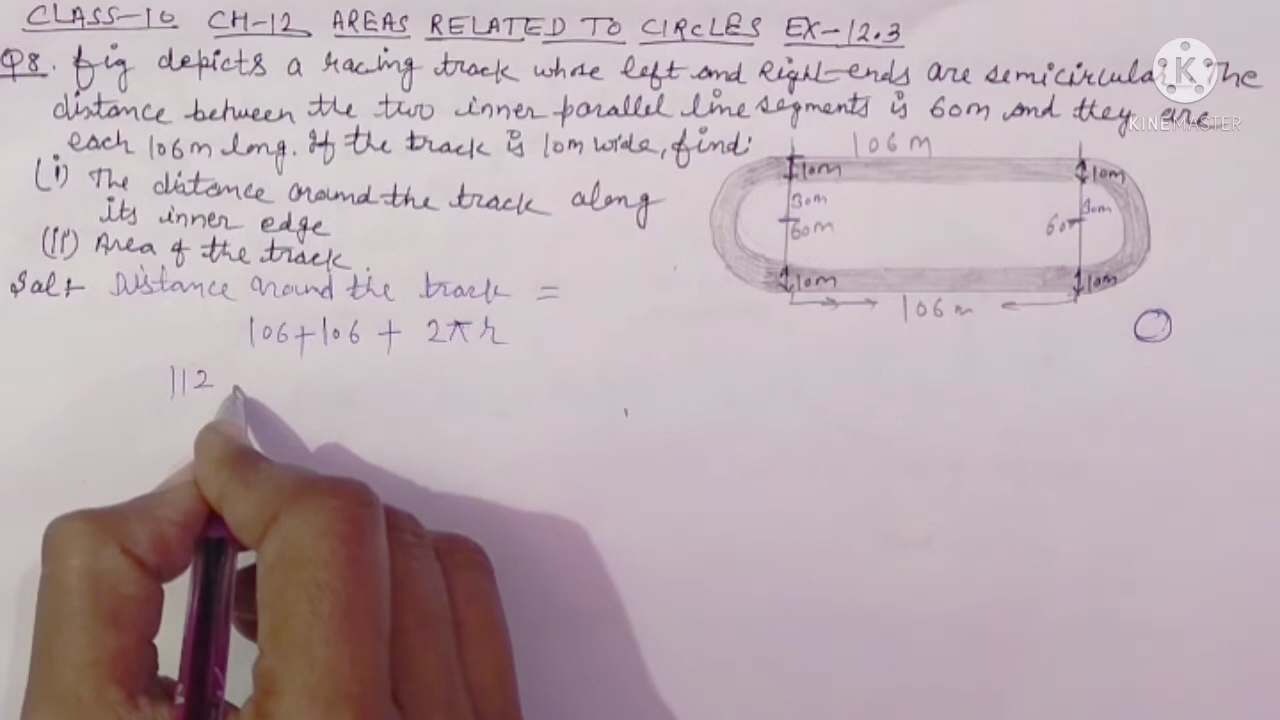 CLASS-10 CH-12 AREAS RELATED TO CIRCLES EX-12.3
Q8. fig depicts a racing track whose left and Right-ends are semicircular. The
distance between the two inner parallel line segments is 60m and they are
each 106m long. If the track is 10m wide, find:
(i) The distance around the track along
its inner edge
(ii) Area of the track
Sol+ Distance around the track =
106+106 + 2πr
112
106 m
10m
10m
30m
30m
60m
60
10m
10m
106 m
K
KINEMASTER